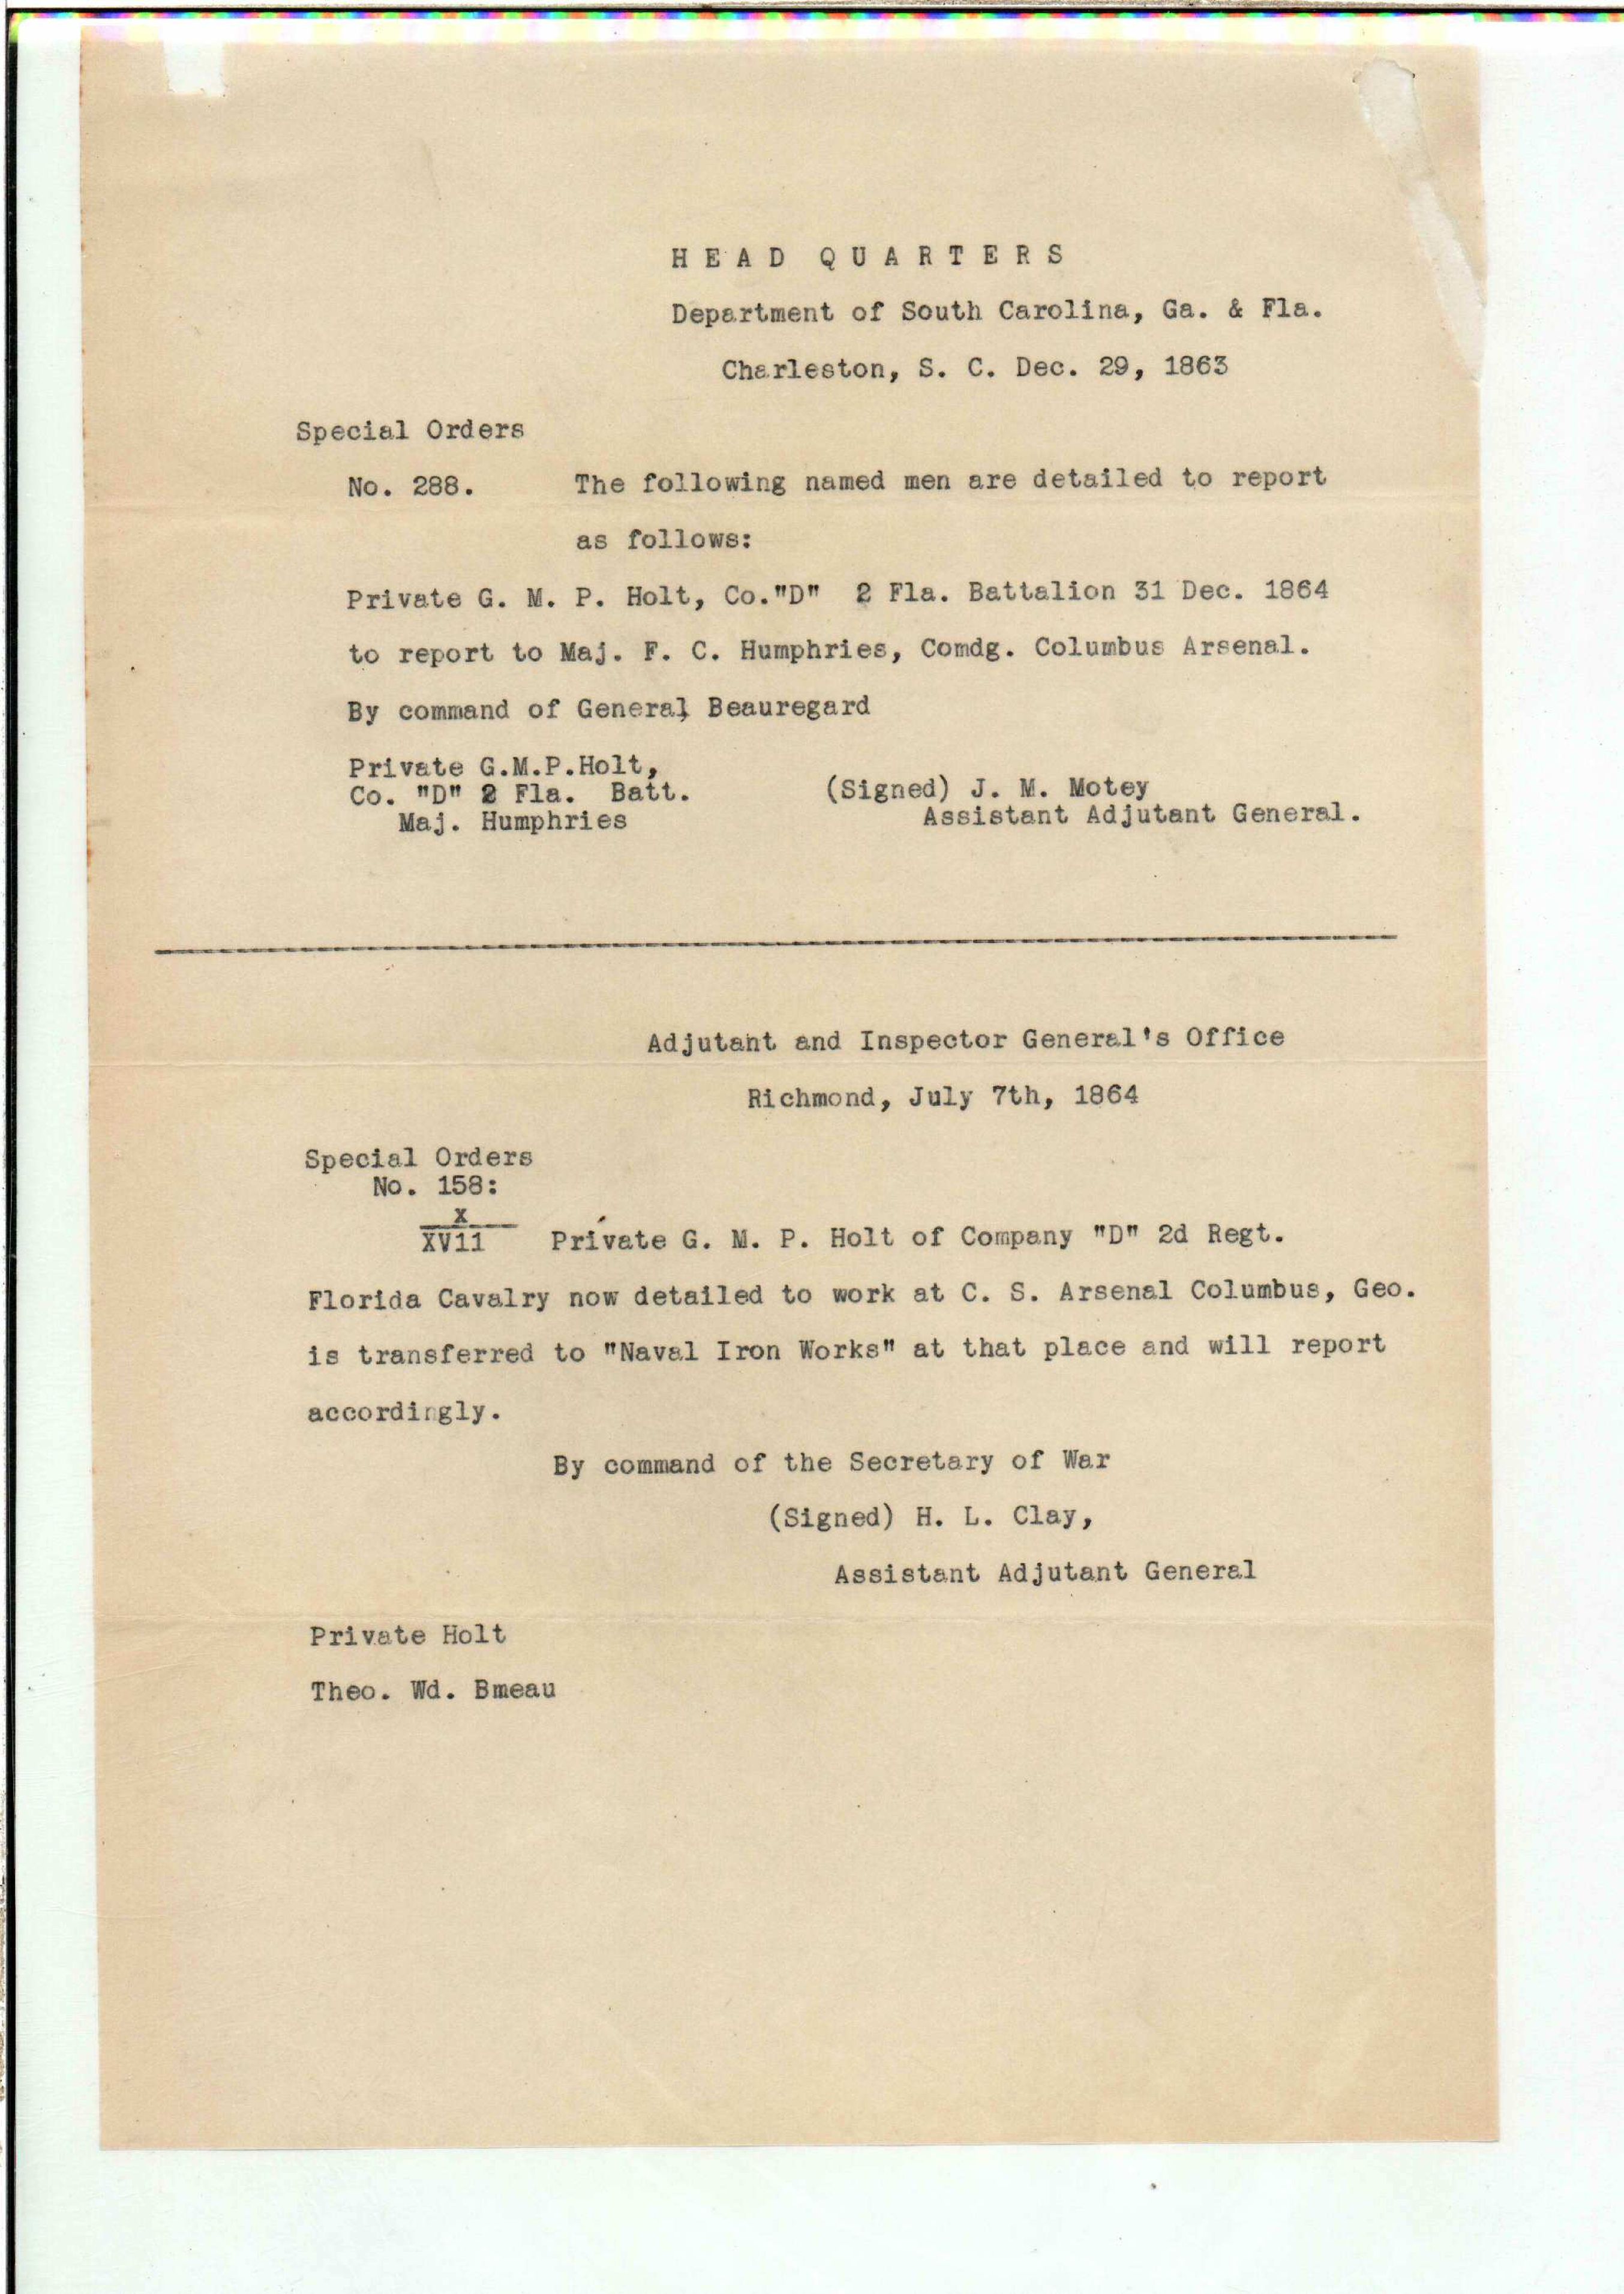 HEAD QUARTERS
Department of South Carolina, Ga. & Fla.
Charleston, S. C. Dec. 29, 1863
Special Orders
No. 288. The following named men are detailed to report
as follows:
Private G. M. P. Holt, Co."D" 2 Fla. Battalion 31 Dec. 1864
to report to Maj. F. C. Humphries, Comdg. Columbus Arsenal.
By command of General Beauregard
Private G.M.P.Holt,
Co. "D" 2 Fla. Batt.
Maj. Humphries
(Signed) J. M. Motey
Assistant Adjutant General.
Adjutant and Inspector General's Office
Richmond, July 7th, 1864
Special Orders
No. 158:
X
XV11 Private G. M. P. Holt of Company "D" 2d Regt.
Florida Cavalry now detailed to work at C. S. Arsenal Columbus, Geo.
is transferred to "Naval Iron Works" at that place and will report
accordingly.
By command of the Secretary of War
(Signed) H. L. Clay,
Assistant Adjutant General
Private Holt
Theo. Wd. Bmeau